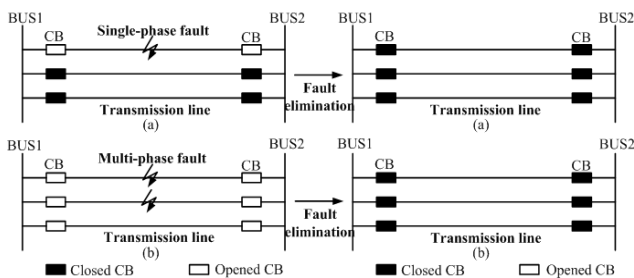 BUS1
BUS2
CB
Single-phase fault
CB
Transmission line
(a)
Fault
elimination
BUS1
BUS2
CB
CB
Transmission line
(a)
BUS1
BUS2
CB
Multi-phase fault
CB
Transmission line
(b)
Fault
elimination
BUS1
BUS2
CB
CB
Transmission line
(b)
Closed CB
Opened CB
Closed CB
Opened CB